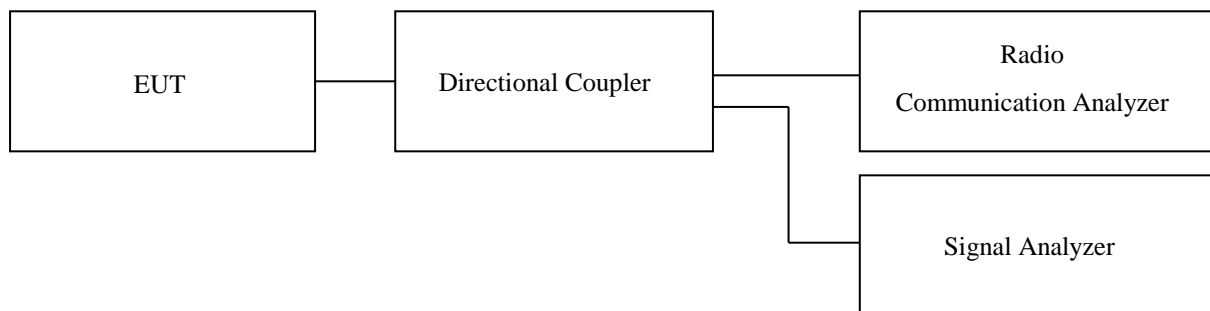 EUT
Directional Coupler
Radio
Communication Analyzer
Signal Analyzer